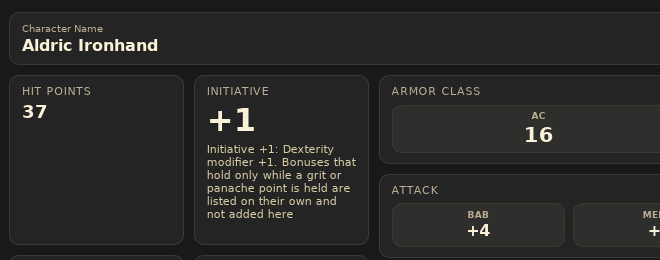 Character Name
Aldric Ironhand
HIT POINTS
37
INITIATIVE
+1
Initiative +1: Dexterity
modifier +1. Bonuses that
hold only while a grit or
panache point is held are
listed on their own and
not added here
ARMOR CLASS
AC
16
ATTACK
BAB
+4